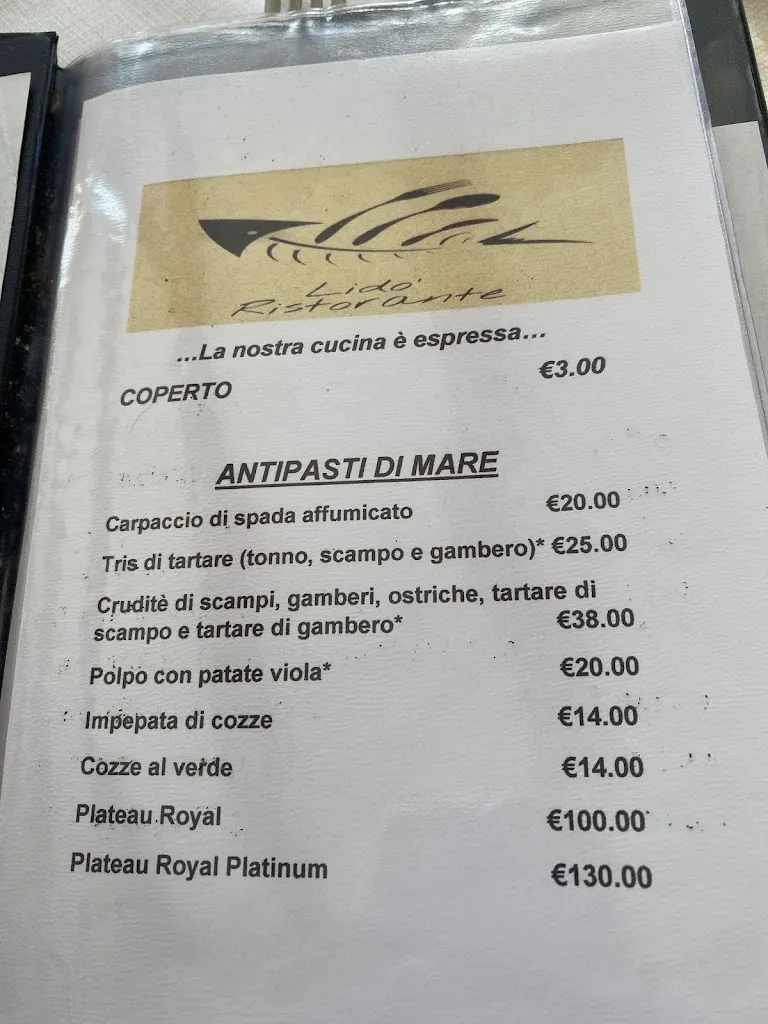 Lido
Ristorante
...La nostra cucina è espressa...
COPERTO €3.00
ANTIPASTI DI MARE
Carpaccio di spada affumicato €20.00
Tris di tartare (tonno, scampo e gambero)* €25.00
Cruditè di scampi, gamberi, ostriche, tartare di
scampo e tartare di gambero* €38.00
Polpo con patate viola* €20.00
Impepata di cozze €14.00
Cozze al verde €14.00
Plateau Royal €100.00
Plateau Royal Platinum €130.00